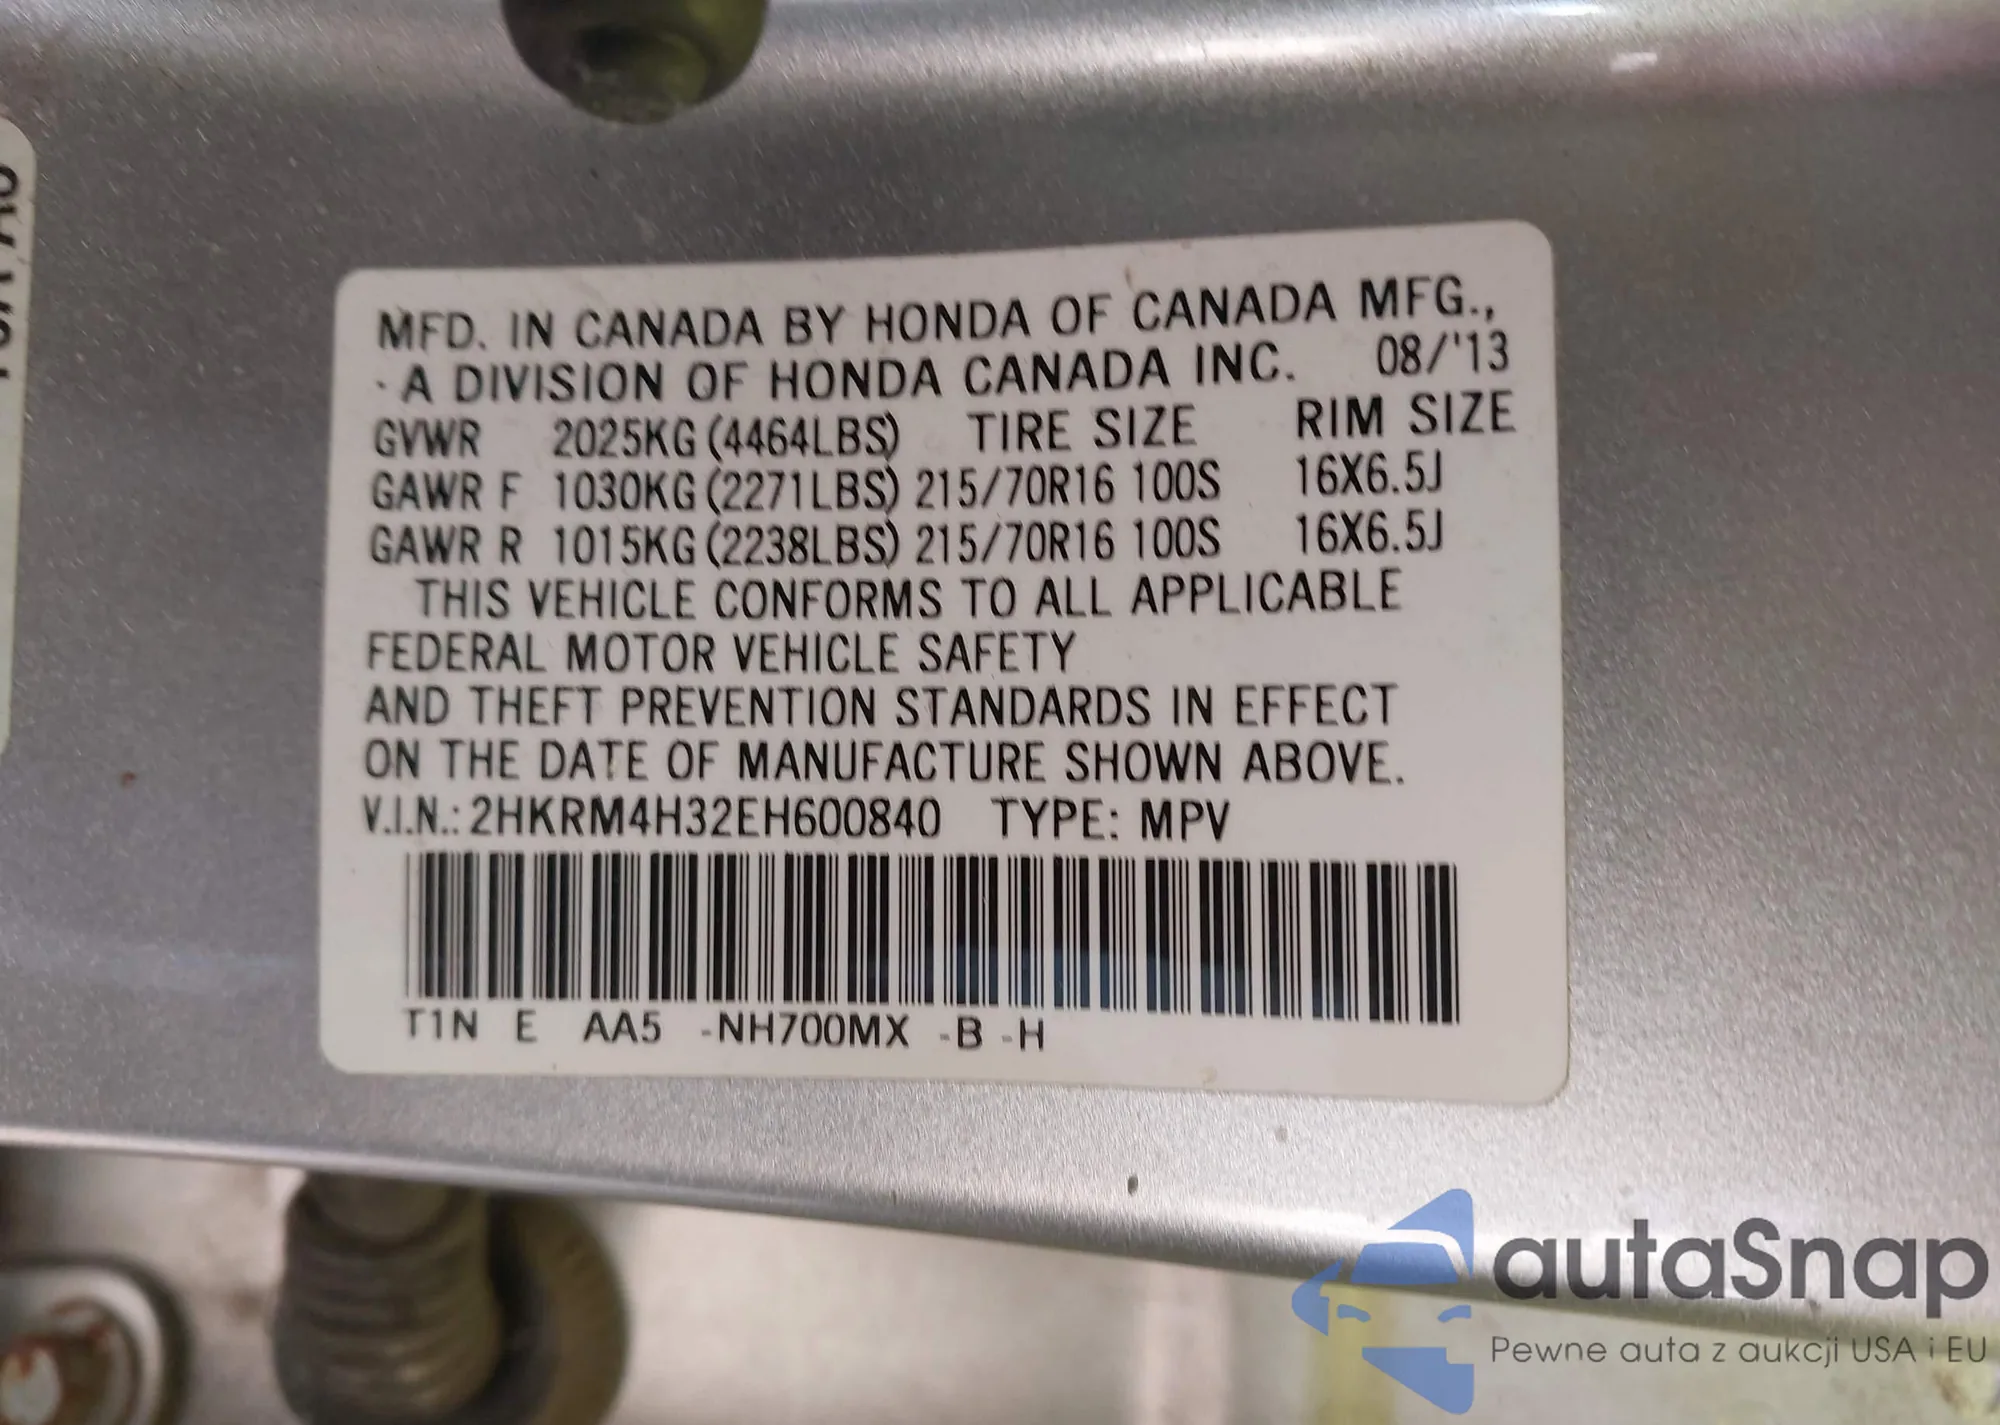 MFD. IN CANADA BY HONDA OF CANADA MFG.,
A DIVISION OF HONDA CANADA INC. 08/'13
GVWR 2025KG (4464LBS) TIRE SIZE RIM SIZE
GAWR F 1030KG (2271LBS) 215/70R16 100S 16X6.5J
GAWR R 1015KG (2238LBS) 215/70R16 100S 16X6.5J
THIS VEHICLE CONFORMS TO ALL APPLICABLE
FEDERAL MOTOR VEHICLE SAFETY
AND THEFT PREVENTION STANDARDS IN EFFECT
ON THE DATE OF MANUFACTURE SHOWN ABOVE.
V.I.N.: 2HKRM4H32EH600840 TYPE: MPV
T1N E AA5 -NH700MX -B -H
autaSnap
Pewne auta z aukcji USA i EU